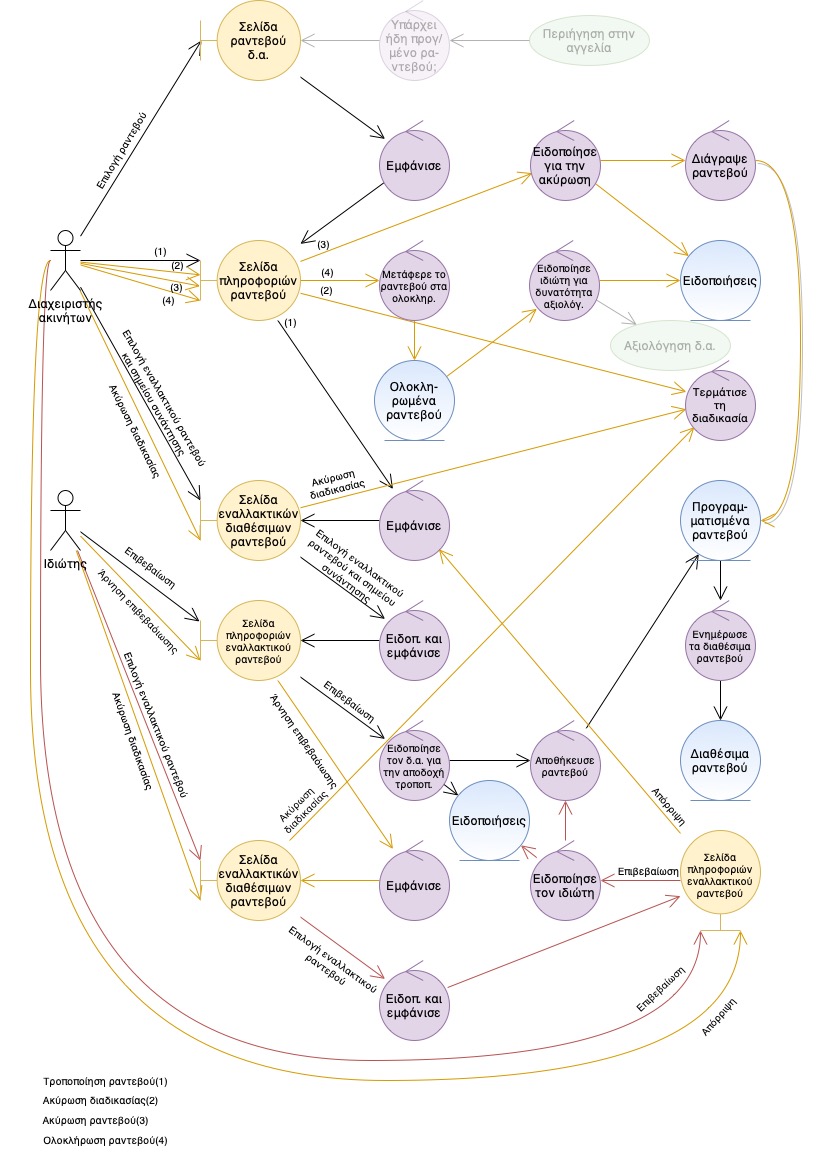 Σελίδα
ραντεβού
δ.α.
Υπάρχει
ήδη προγ/
μένο ρα-
ντεβού;
Περιήγηση στην
αγγελία
Επιλογή ραντεβού
Εμφάνισε
Ειδοποίησε
για την
ακύρωση
Διάγραψε
ραντεβού
Διαχειριστής
ακινήτων
(1)
(2)
(3)
(4)
Σελίδα
πληροφοριών
ραντεβού
(3)
(4)
(2)
(1)
Μετάφερε το
ραντεβού στα
ολοκληρ.
Ειδοποίησε
ιδιώτη για
δυνατότητα
αξιολόγ.
Ειδοποιήσεις
Αξιολόγηση δ.α.
Ολοκλη-
ρωμένα
ραντεβού
Τερμάτισε
τη
διαδικασία
Επιλογή εναλλακτικού ραντεβού
και σημείου συνάντησης
Ακύρωση διαδικασίας
Σελίδα
εναλλακτικών
διαθέσιμων
ραντεβού
Ακύρωση
διαδικασίας
Εμφάνισε
Προγραμ-
ματισμένα
ραντεβού
Ιδιώτης
Επιβεβαίωση
Άρνηση επιβεβαόιωσης
Επιλογή εναλλακτικού
ραντεβού και σημείου
συνάντησης
Σελίδα
πληροφοριών
εναλλακτικού
ραντεβού
Ειδοπ. και
εμφάνισε
Ενημέρωσε
τα διαθέσιμα
ραντεβού
Επιλογή εναλλακτικού ραντεβού
Ακύρωση διαδικασίας
Επιβεβαίωση
Άρνηση επιβεβαόιωσης
Ειδοποίησε
τον δ.α. για
την αποδοχή
τροποπ.
Αποθήκευσε
ραντεβού
Διαθέσιμα
ραντεβού
Ακύρωση
διαδικασίας
Ειδοποιήσεις
Απόρριψη
Σελίδα
εναλλακτικών
διαθέσιμων
ραντεβού
Εμφάνισε
Ειδοποίησε
τον ιδιώτη
Επιβεβαίωση
Σελίδα
πληροφοριών
εναλλακτικού
ραντεβού
Επιλογή εναλλακτικού
ραντεβού
Ειδοπ. και
εμφάνισε
Επιβεβαίωση
Απόρριψη
Τροποποίηση ραντεβού(1)
Ακύρωση διαδικασίας(2)
Ακύρωση ραντεβού(3)
Ολοκλήρωση ραντεβού(4)